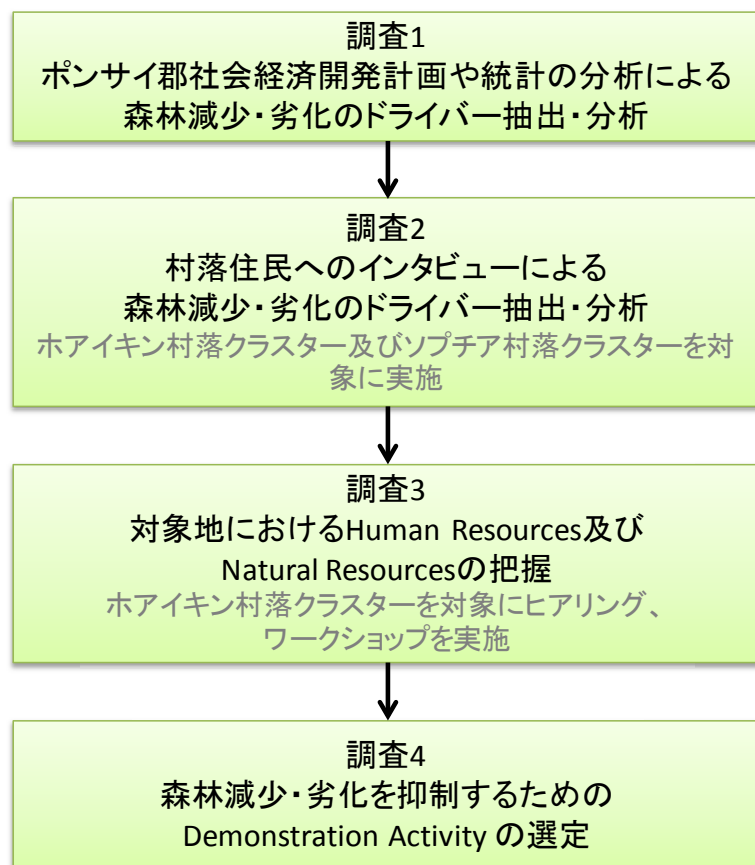 調査1
ポンサイ郡社会経済開発計画や統計の分析による
森林減少・劣化のドライバー抽出・分析
調査2
村落住民へのインタビューによる
森林減少・劣化のドライバー抽出・分析
ホアイキン村落クラスター及びソプチア村落クラスターを対
象に実施
調査3
対象地におけるHuman Resources及び
Natural Resourcesの把握
ホアイキン村落クラスターを対象にヒアリング、
ワークショップを実施
調査4
森林減少・劣化を抑制するための
Demonstration Activity の選定